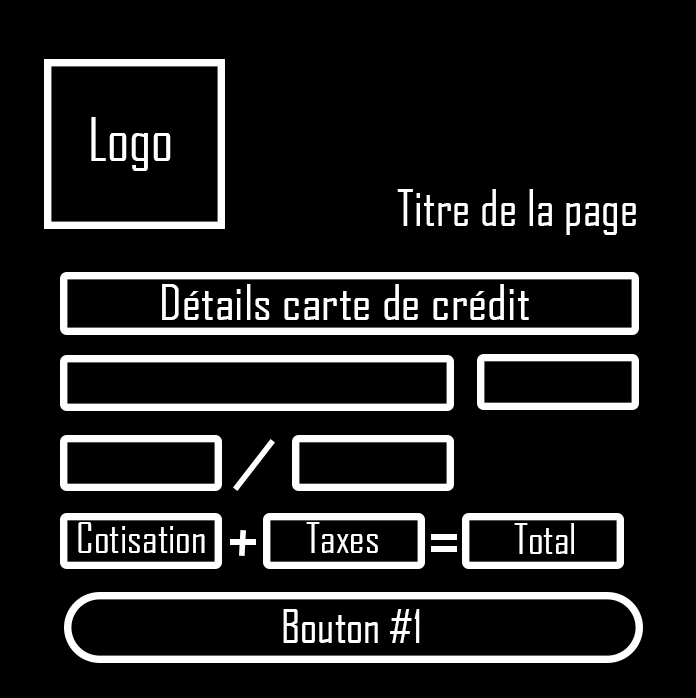 Logo
Titre de la page
Détails carte de crédit
/
Cotisation + Taxes = Total
Bouton #1